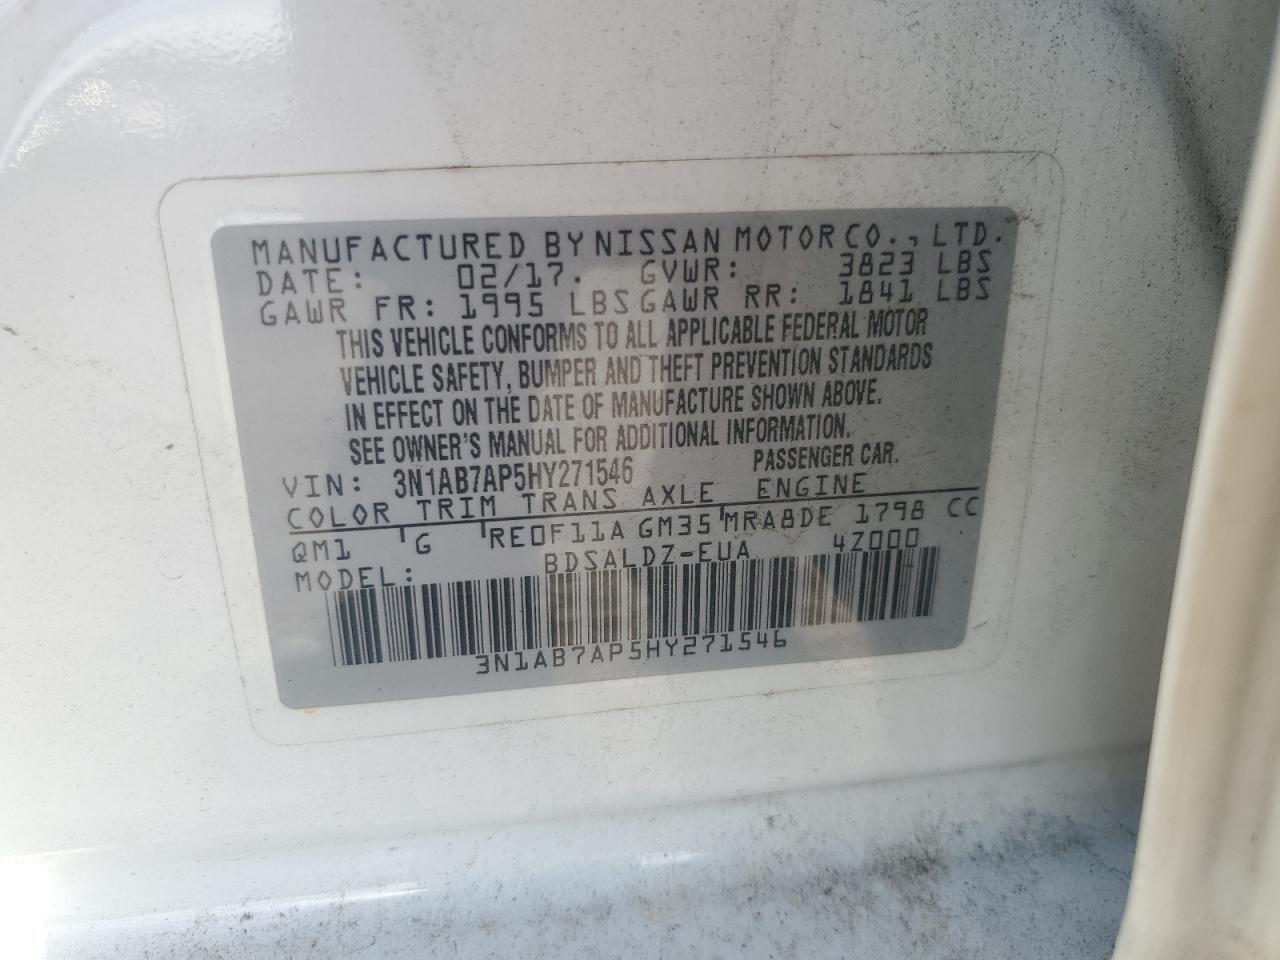 MANUFACTURED BY NISSAN MOTOR CO., LTD.
DATE: 02/17. GVWR: 3823 LBS
GAWR FR: 1995 LBS GAWR RR: 1841 LBS
THIS VEHICLE CONFORMS TO ALL APPLICABLE FEDERAL MOTOR
VEHICLE SAFETY, BUMPER AND THEFT PREVENTION STANDARDS
IN EFFECT ON THE DATE OF MANUFACTURE SHOWN ABOVE.
SEE OWNER'S MANUAL FOR ADDITIONAL INFORMATION.
VIN: 3N1AB7AP5HY271546 PASSENGER CAR.
COLOR TRIM TRANS AXLE ENGINE
QM1 G RE0F11A GM35 MRA8DE 1798 CC
MODEL: BDSALDZ-EUA 4Z000
3N1AB7AP5HY271546